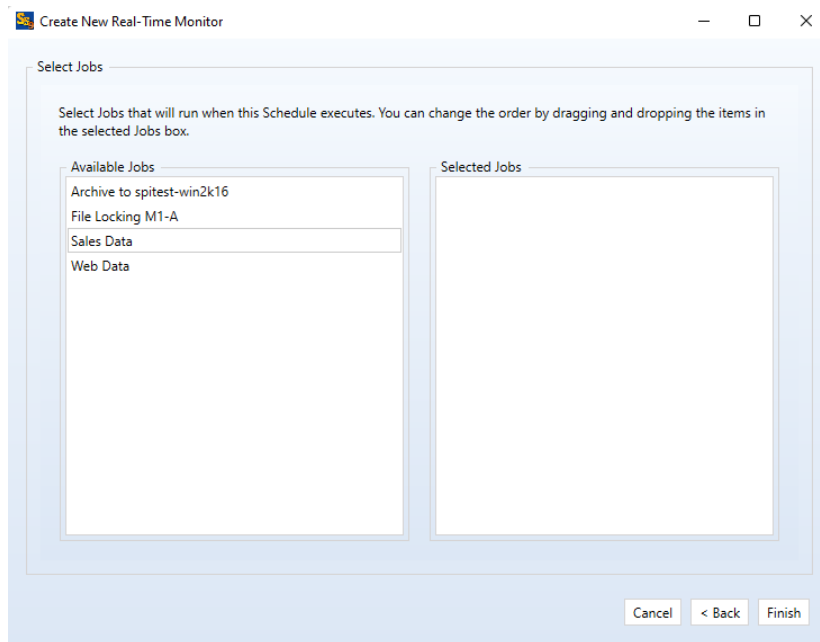 Create New Real-Time Monitor
Select Jobs
Select Jobs that will run when this Schedule executes. You can change the order by dragging and dropping the items in
the selected Jobs box.
Available Jobs
Archive to spitest-win2k16
File Locking M1-A
Sales Data
Web Data
Selected Jobs
Cancel
< Back
Finish